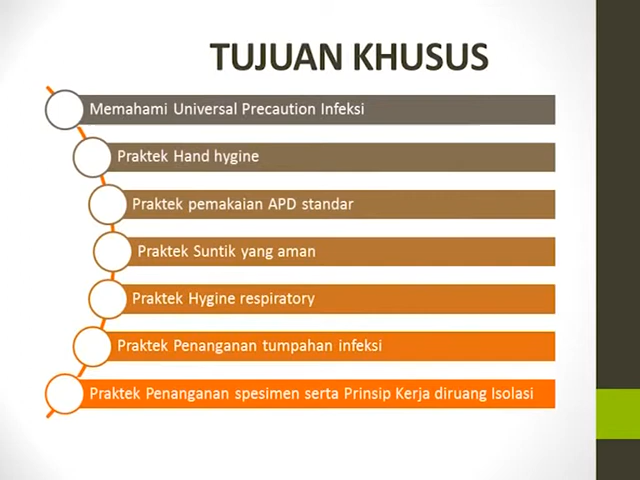 TUJUAN KHUSUS
Memahami Universal Precaution Infeksi
Praktek Hand hygine
Praktek pemakaian APD standar
Praktek Suntik yang aman
Praktek Hygine respiratory
Praktek Penanganan tumpahan infeksi
Praktek Penanganan spesimen serta Prinsip Kerja diruang Isolasi